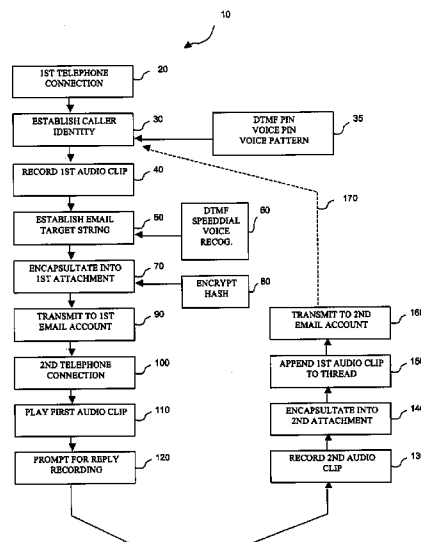 10
1ST TELEPHONE
CONNECTION
20
ESTABLISH CALLER
IDENTITY
30
DTMF PIN
VOICE PIN
VOICE PATTERN
35
RECORD 1ST AUDIO CLIP
40
ESTABLISH EMAIL
TARGET STRING
50
DTMF
SPEEDDIAL
VOICE
RECOG.
60
ENCAPSULTATE INTO
1ST ATTACHMENT
70
ENCRYPT
HASH
80
TRANSMIT TO 1ST
EMAIL ACCOUNT
90
2ND TELEPHONE
CONNECTION
100
PLAY FIRST AUDIO CLIP
110
PROMPT FOR REPLY
RECORDING
120
RECORD 2ND AUDIO
CLIP
130
ENCAPSULTATE INTO
2ND ATTACHMENT
140
APPEND 1ST AUDIO CLIP
TO THREAD
150
TRANSMIT TO 2ND
EMAIL ACCOUNT
160
170